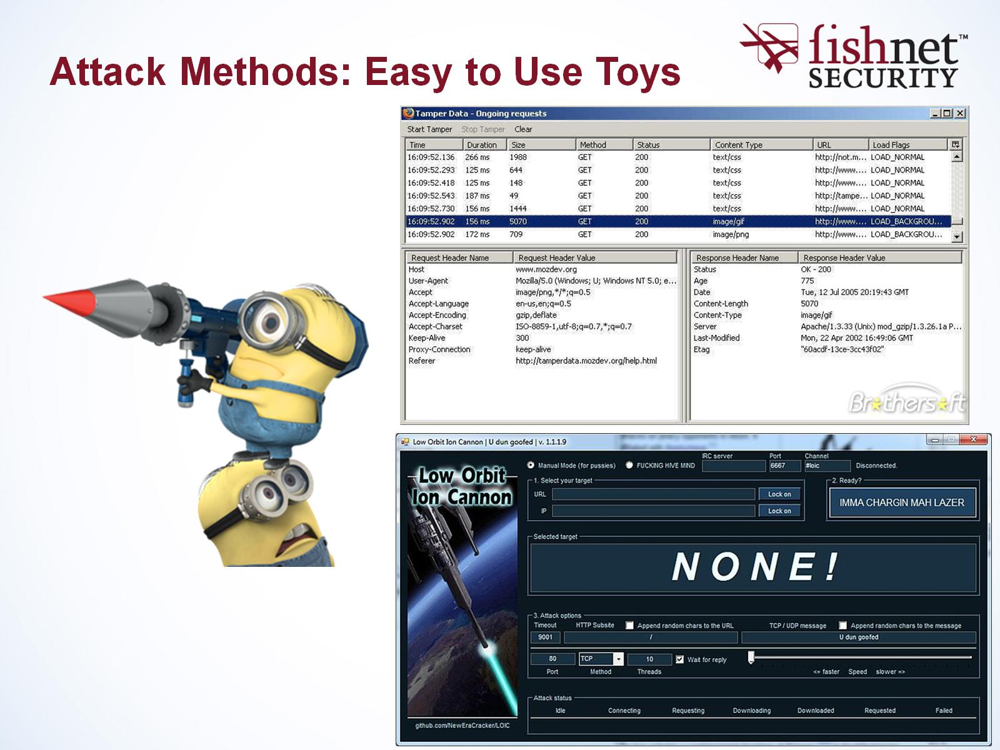 Attack Methods: Easy to Use Toys
fishnet™
SECURITY
Tamper Data - Ongoing requests
Start Tamper Stop Tamper Clear
Time Duration Size Method Status Content Type URL Load Flags
16:09:52.136 266 ms 1988 GET 200 text/css http://not.m... LOAD_NORMAL
16:09:52.293 125 ms 644 GET 200 text/css http://www.... LOAD_NORMAL
16:09:52.418 125 ms 148 GET 200 text/css http://www.... LOAD_NORMAL
16:09:52.543 187 ms 49 GET 200 text/css http://tampe... LOAD_NORMAL
16:09:52.730 156 ms 1444 GET 200 text/css http://www.... LOAD_NORMAL
16:09:52.902 156 ms 5070 GET 200 image/gif http://www.... LOAD_BACKGROU...
16:09:52.902 172 ms 709 GET 200 image/png http://www.... LOAD_BACKGROU...
Request Header Name Request Header Value
Host www.mozdev.org
User-Agent Mozilla/5.0 (Windows; U; Windows NT 5.0; e...
Accept image/png,*/*;q=0.5
Accept-Language en-us,en;q=0.5
Accept-Encoding gzip,deflate
Accept-Charset ISO-8859-1,utf-8;q=0.7,*;q=0.7
Keep-Alive 300
Proxy-Connection keep-alive
Referer http://tamperdata.mozdev.org/help.html
Response Header Name Response Header Value
Status OK - 200
Age 775
Date Tue, 12 Jul 2005 20:19:43 GMT
Content-Length 5070
Content-Type image/gif
Server Apache/1.3.33 (Unix) mod_gzip/1.3.26.1a P...
Last-Modified Mon, 22 Apr 2002 16:49:06 GMT
Etag "60acdf-13ce-3cc43f02"
Brothersoft
Low Orbit Ion Cannon | U dun goofed | v. 1.1.1.9
Low Orbit
Ion Cannon
github.com/NewEraCracker/LOIC
IRC server Port Channel
Manual Mode (for pussies) FUCKING HIVE MIND 6667 #loic Disconnected.
1. Select your target
URL Lock on
IP Lock on
2. Ready?
IMMA CHARGIN MAH LAZER
Selected target
NONE!
3. Attack options
Timeout HTTP Subsite Append random chars to the URL TCP / UDP message Append random chars to the message
9001 / U dun goofed
80 TCP 10 Wait for reply
Port Method Threads <= faster Speed slower =>
Attack status
Idle Connecting Requesting Downloading Downloaded Requested Failed